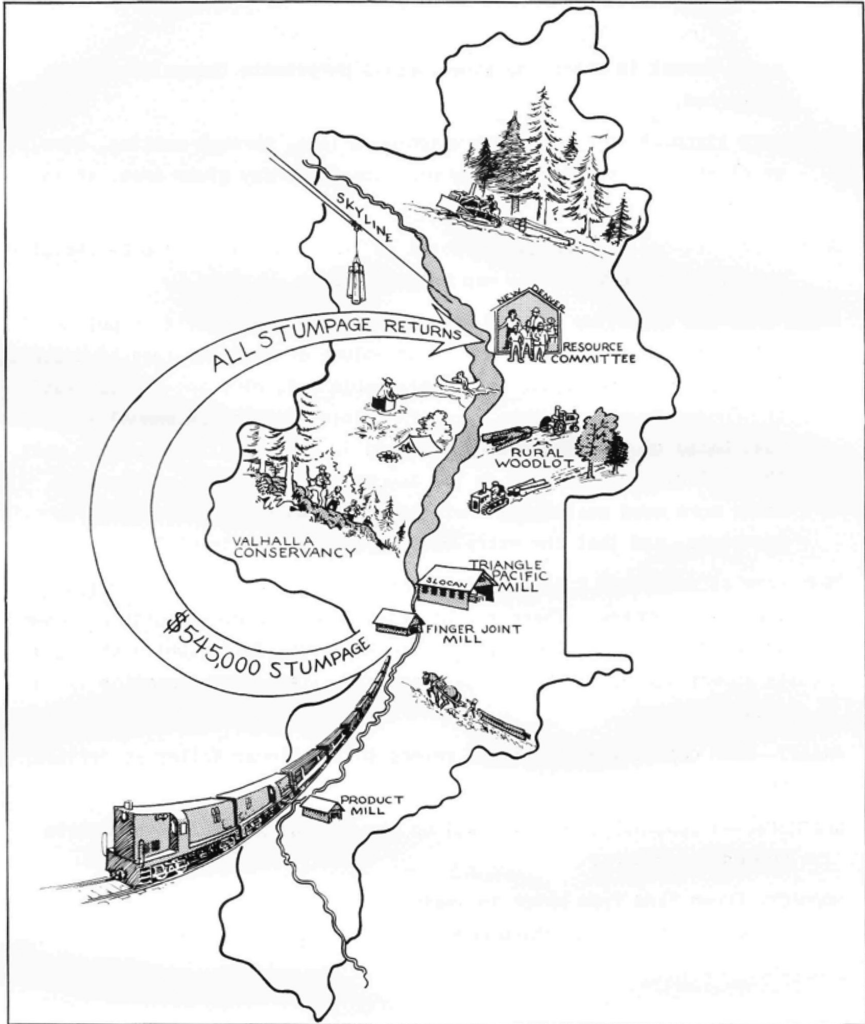 SKYLINE
NEW DENVER
ALL STUMPAGE RETURNS
RESOURCE
COMMITTEE
RURAL
WOODLOT
VALHALLA
CONSERVANCY
TRIANGLE
PACIFIC
MILL
SLOCAN
FINGER JOINT
MILL
$545,000 STUMPAGE
PRODUCT
MILL